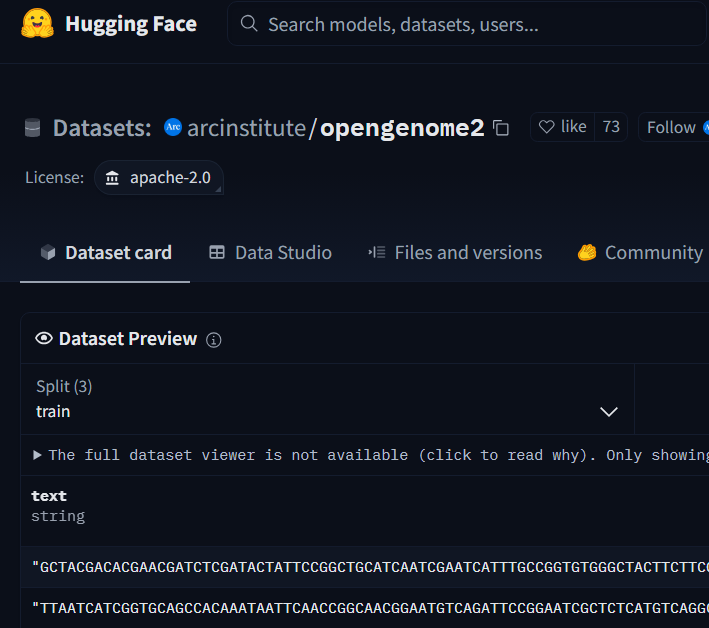 Hugging Face
Search models, datasets, users...
Datasets: Arc arcinstitute/opengenome2 like 73 Follow
License: apache-2.0
Dataset card Data Studio Files and versions Community
Dataset Preview
Split (3)
train
The full dataset viewer is not available (click to read why). Only showing
text
string
"GCTACGACACGAACGATCTCGATACTATTCCGGCTGCATCAATCGAATCATTTGCCGGTGTGGGCTACTTCTTCC
"TTAATCATCGGTGCAGCCACAAATAATTCAACCGGCAACGGAATGTCAGATTCCGGAATCGCTCTCATGTCAGGC